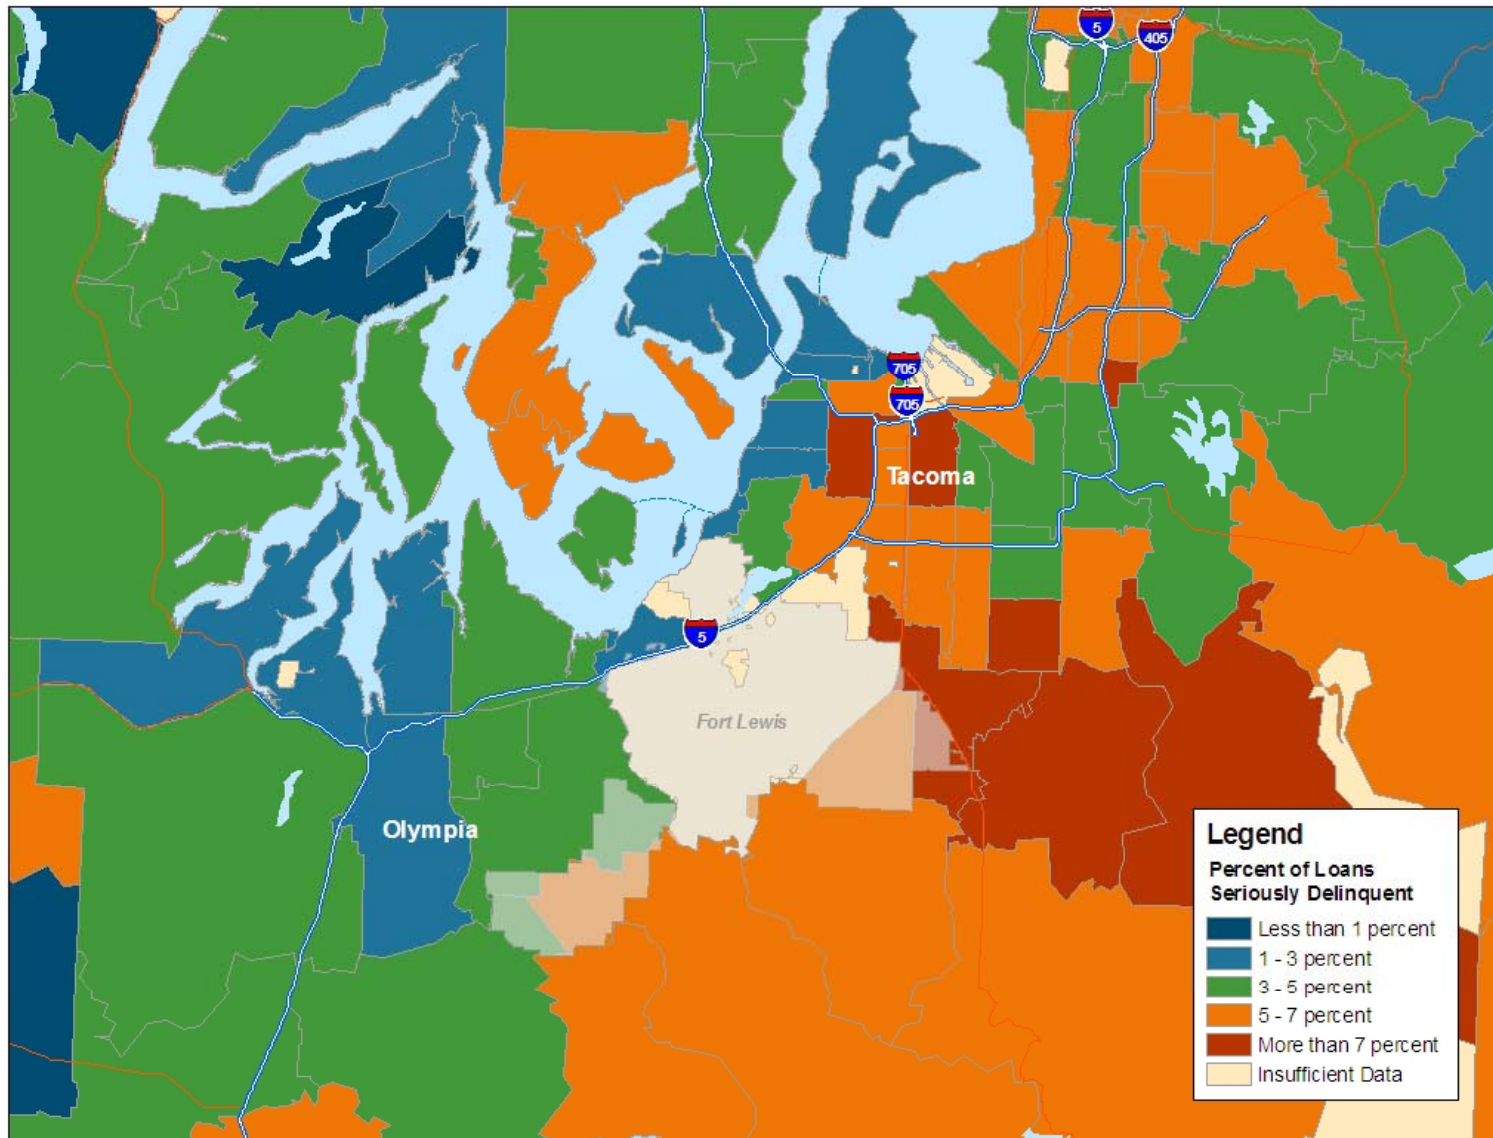 5
405
705
705
Tacoma
5
Fort Lewis
Olympia
Legend
Percent of Loans
Seriously Delinquent
Less than 1 percent
1 - 3 percent
3 - 5 percent
5 - 7 percent
More than 7 percent
Insufficient Data